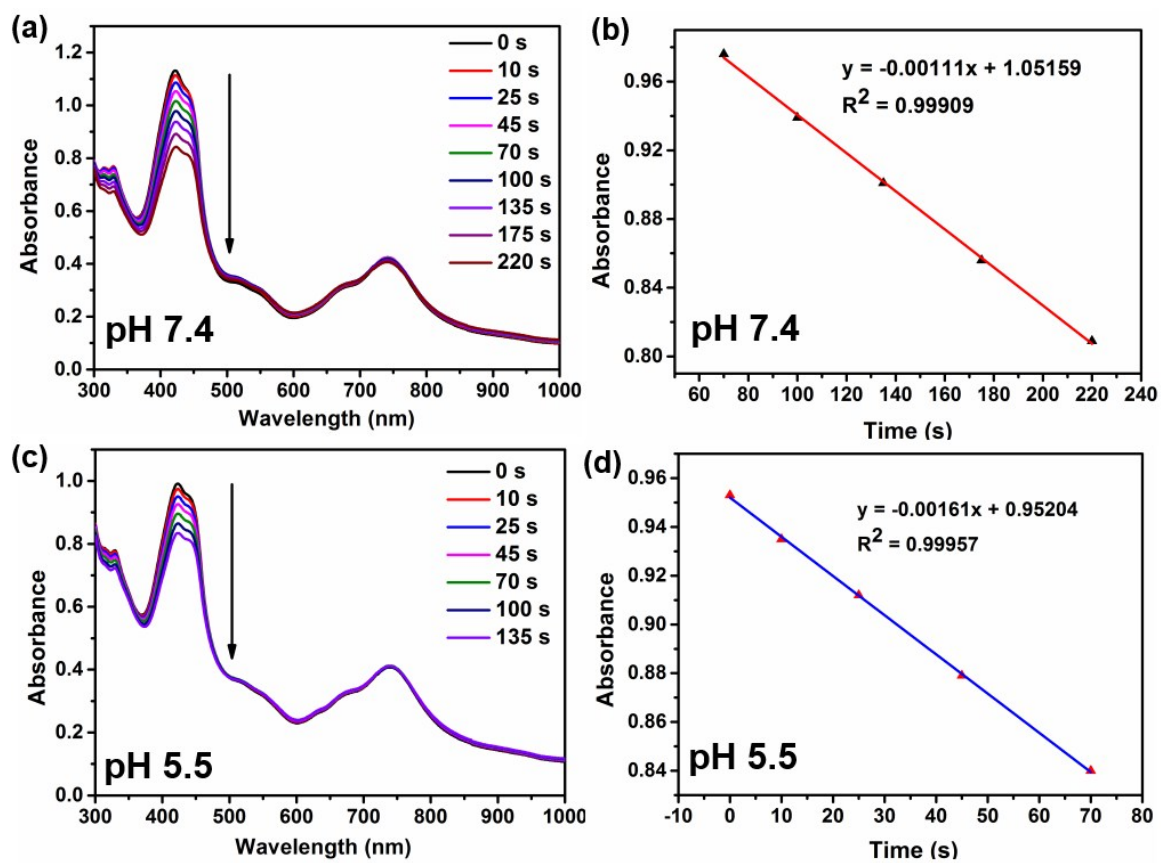 (a)
0 s
10 s
25 s
45 s
70 s
100 s
135 s
175 s
220 s
1.2
1.0
0.8
0.6
0.4
0.2
0.0
Absorbance
pH 7.4
300 400 500 600 700 800 900 1000
Wavelength (nm)
(b)
y = -0.00111x + 1.05159
R² = 0.99909
0.96
0.92
0.88
0.84
0.80
Absorbance
pH 7.4
60 80 100 120 140 160 180 200 220 240
Time (s)
(c)
0 s
10 s
25 s
45 s
70 s
100 s
135 s
1.0
0.8
0.6
0.4
0.2
0.0
Absorbance
pH 5.5
300 400 500 600 700 800 900 1000
Wavelength (nm)
(d)
y = -0.00161x + 0.95204
R² = 0.99957
0.96
0.94
0.92
0.90
0.88
0.86
0.84
Absorbance
pH 5.5
-10 0 10 20 30 40 50 60 70 80
Time (s)